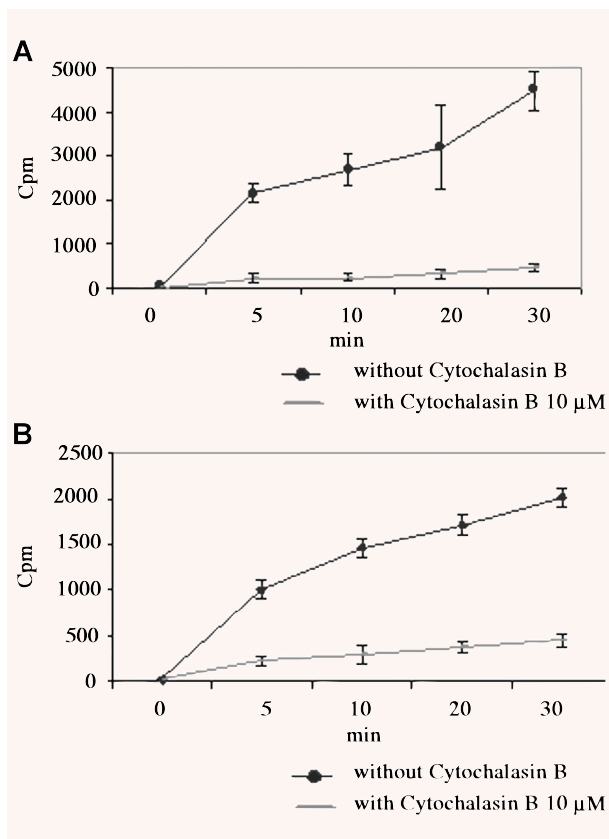 A
5000
4000
3000
2000
1000
0
Cpm
0 5 10 20 30
min
without Cytochalasin B
with Cytochalasin B 10 μM
B
2500
2000
1500
1000
500
0
Cpm
0 5 10 20 30
min
without Cytochalasin B
with Cytochalasin B 10 μM